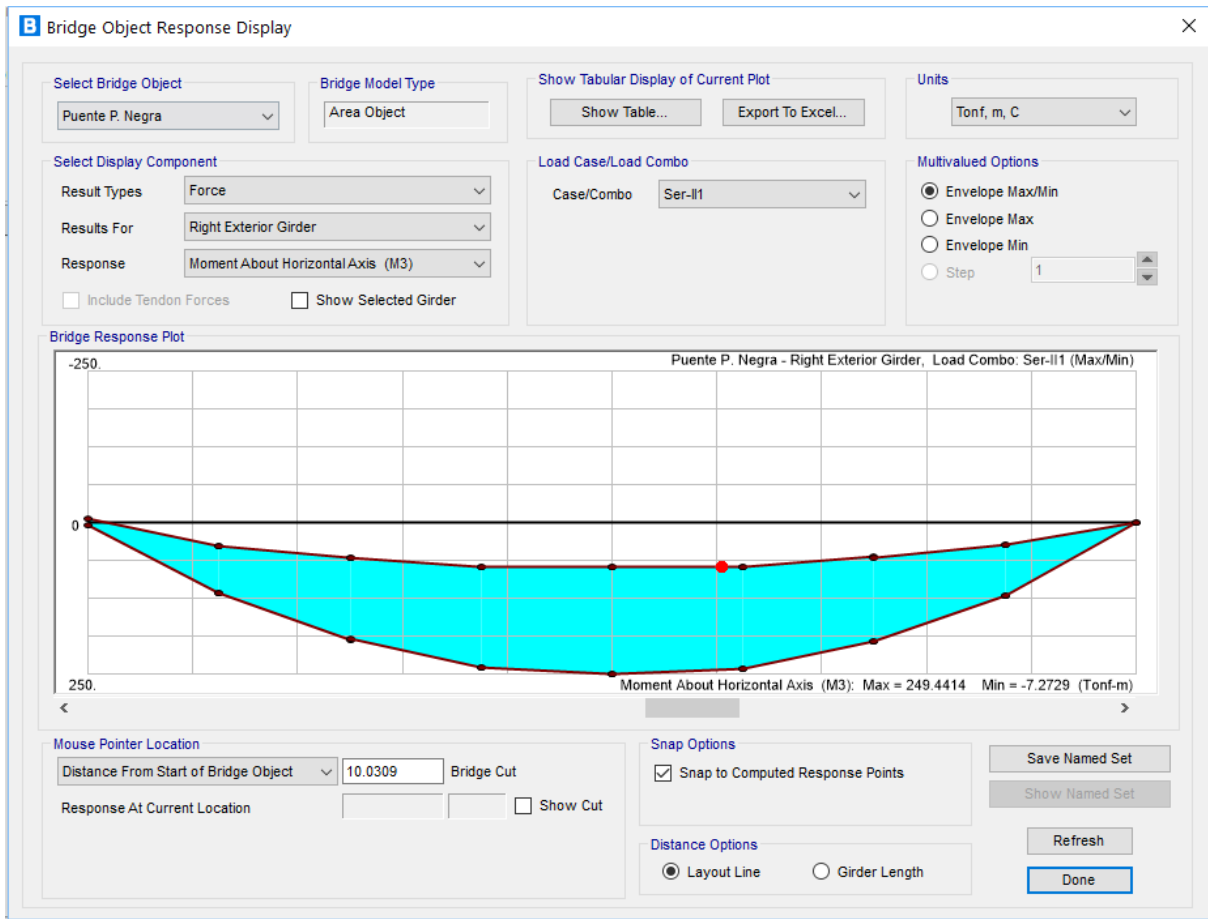 B Bridge Object Response Display
Select Bridge Object
Puente P. Negra
Bridge Model Type
Area Object
Show Tabular Display of Current Plot
Show Table... Export To Excel...
Units
Tonf, m, C
Select Display Component
Result Types Force
Results For Right Exterior Girder
Response Moment About Horizontal Axis (M3)
Include Tendon Forces Show Selected Girder
Load Case/Load Combo
Case/Combo Ser-II1
Multivalued Options
Envelope Max/Min
Envelope Max
Envelope Min
Step 1
Bridge Response Plot
-250.
Puente P. Negra - Right Exterior Girder, Load Combo: Ser-II1 (Max/Min)
0
250.
Moment About Horizontal Axis (M3): Max = 249.4414 Min = -7.2729 (Tonf-m)
Mouse Pointer Location
Distance From Start of Bridge Object 10.0309 Bridge Cut
Response At Current Location Show Cut
Snap Options
Snap to Computed Response Points
Distance Options
Layout Line Girder Length
Save Named Set
Show Named Set
Refresh
Done